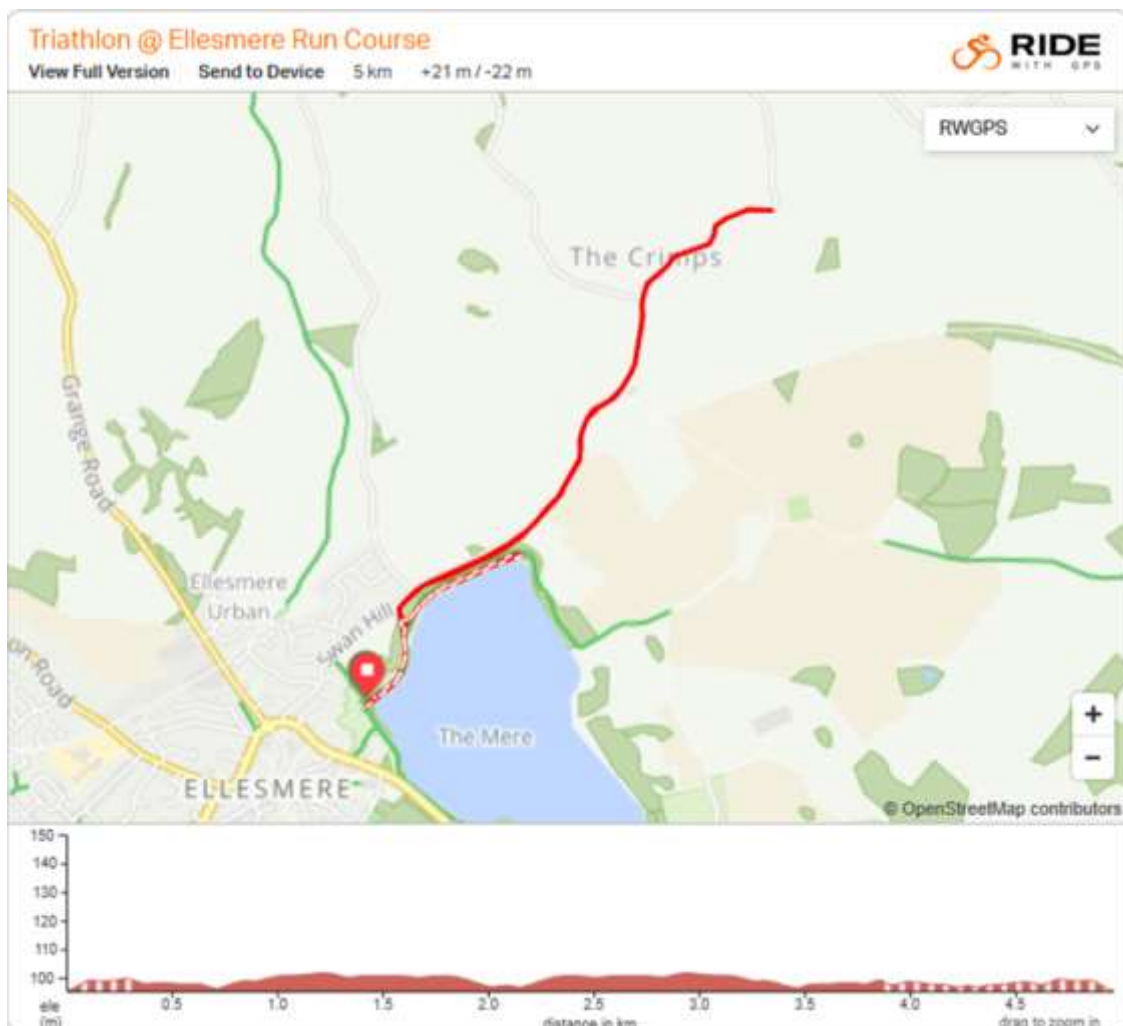 Triathlon @ Ellesmere Run Course
RIDE
WITH GPS
View Full Version Send to Device 5 km +21 m / -22 m
RWGPS
The Crimps
Grange Road
Ellesmere
Urban
Swan Hill
on Road
The Mere
ELLESMERE
+
−
© OpenStreetMap contributors
150
140
130
120
110
100
ele
(m)
0.5 1.0 1.5 2.0 2.5 3.0 3.5 4.0 4.5
distance in km
drag to zoom in